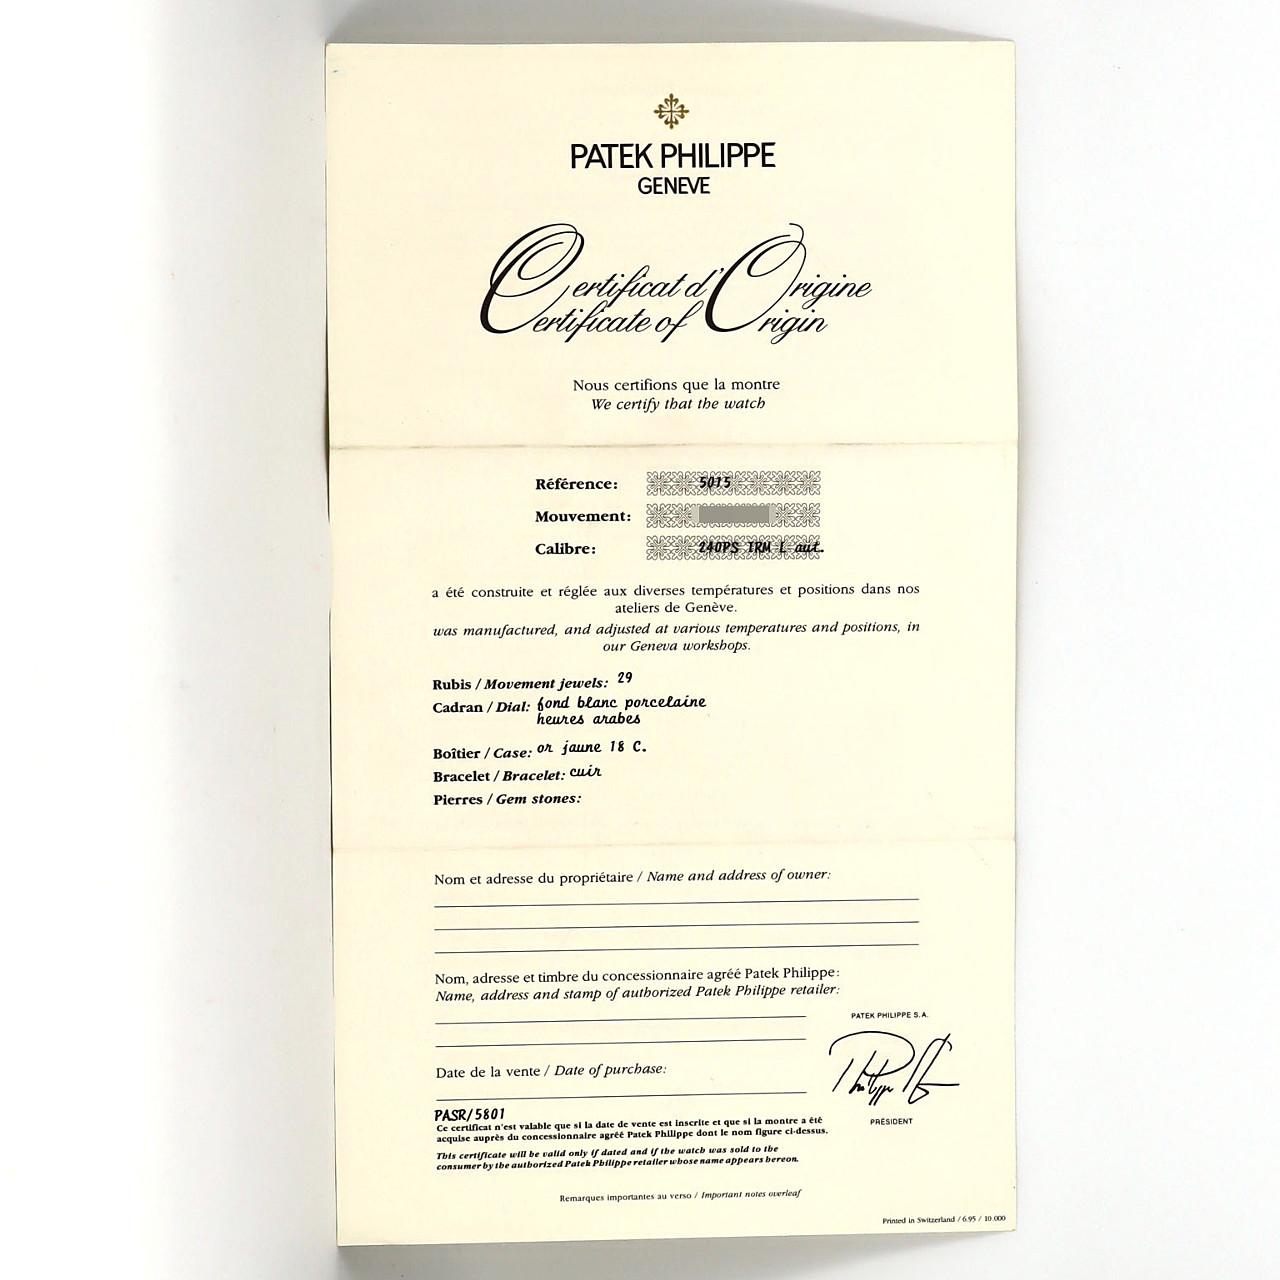 PATEK PHILIPPE
GENEVE
Certificat d'Origine
Certificate of Origin
Nous certifions que la montre
We certify that the watch
Référence: 5015
Mouvement:
Calibre: 240PS IRM L aut.
a été construite et réglée aux diverses températures et positions dans nos
ateliers de Genève.
was manufactured, and adjusted at various temperatures and positions, in
our Geneva workshops.
Rubis / Movement jewels: 29
Cadran / Dial: fond blanc porcelaine
heures arabes
Boîtier / Case: or jaune 18 C.
Bracelet / Bracelet: cuir
Pierres / Gem stones:
Nom et adresse du propriétaire / Name and address of owner:
Nom, adresse et timbre du concessionnaire agréé Patek Philippe:
Name, address and stamp of authorized Patek Philippe retailer:
PATEK PHILIPPE S.A.
Date de la vente / Date of purchase:
PASR/5801
Ce certificat n'est valable que si la date de vente est inscrite et que si la montre a été
acquise auprès du concessionnaire agréé Patek Philippe dont le nom figure ci-dessus.
PRÉSIDENT
This certificate will be valid only if dated and if the watch was sold to the
consumer by the authorized Patek Philippe retailer whose name appears hereon.
Remarques importantes au verso / Important notes overleaf
Printed in Switzerland / 6.95 / 10.000